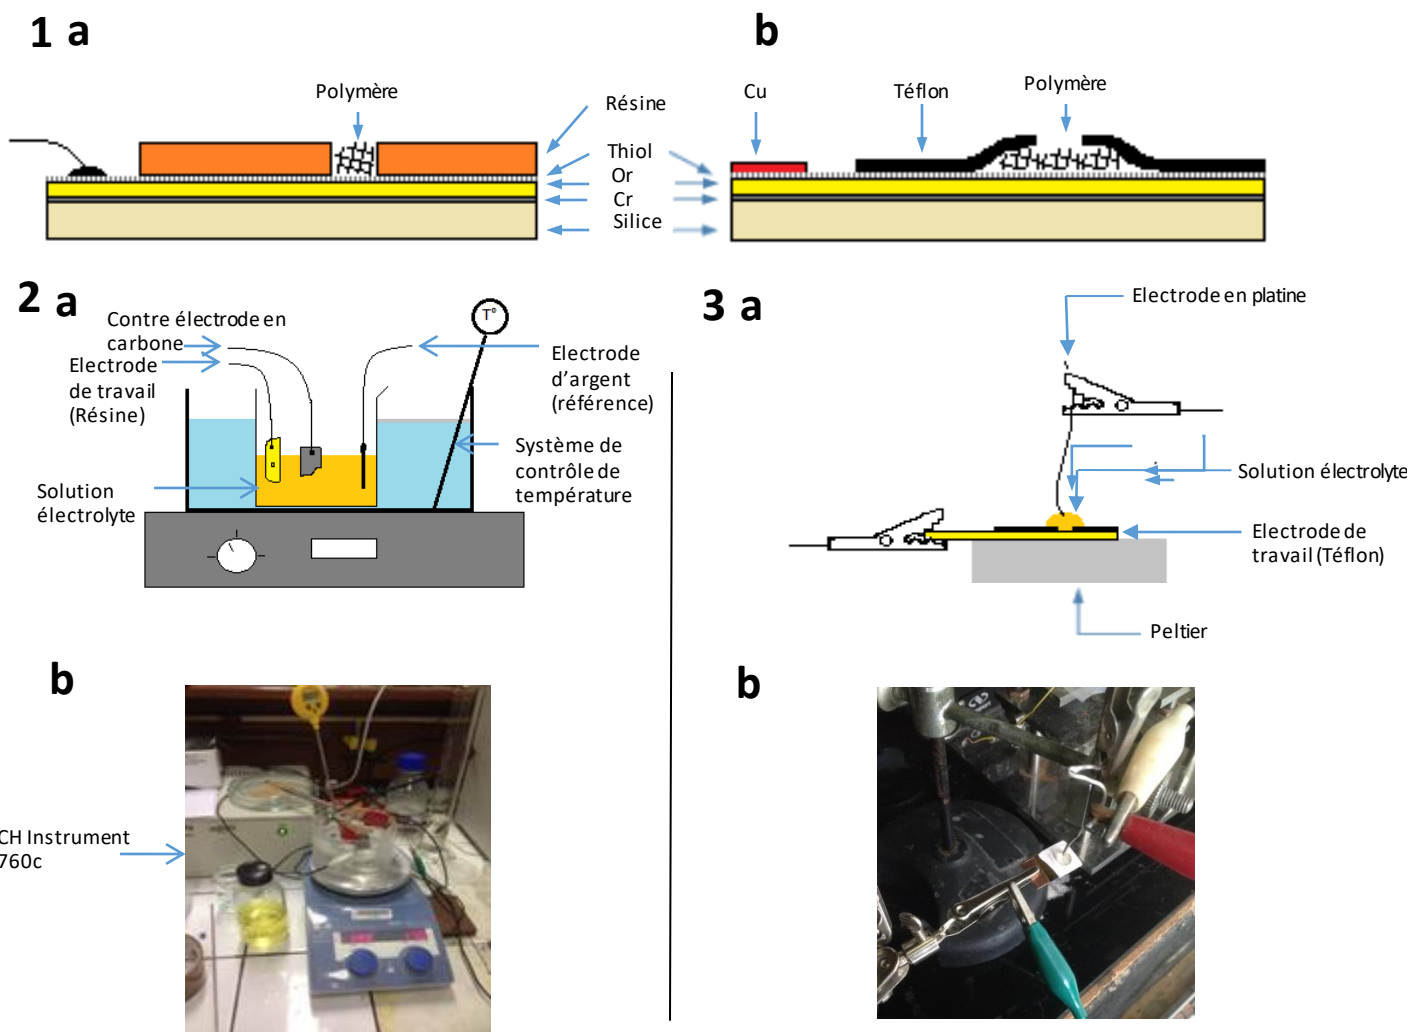 1 a
b
Polymère
Résine
Thiol
Or
Cr
Silice
Cu
Téflon
Polymère
2 a
Contre électrode en
carbone
Electrode
de travail
(Résine)
T°
Electrode
d'argent
(référence)
Système de
contrôle de
température
Solution
électrolyte
3 a
Electrode en platine
Solution électrolyte
Electrode de
travail (Téflon)
Peltier
b
CH Instrument
760c
b